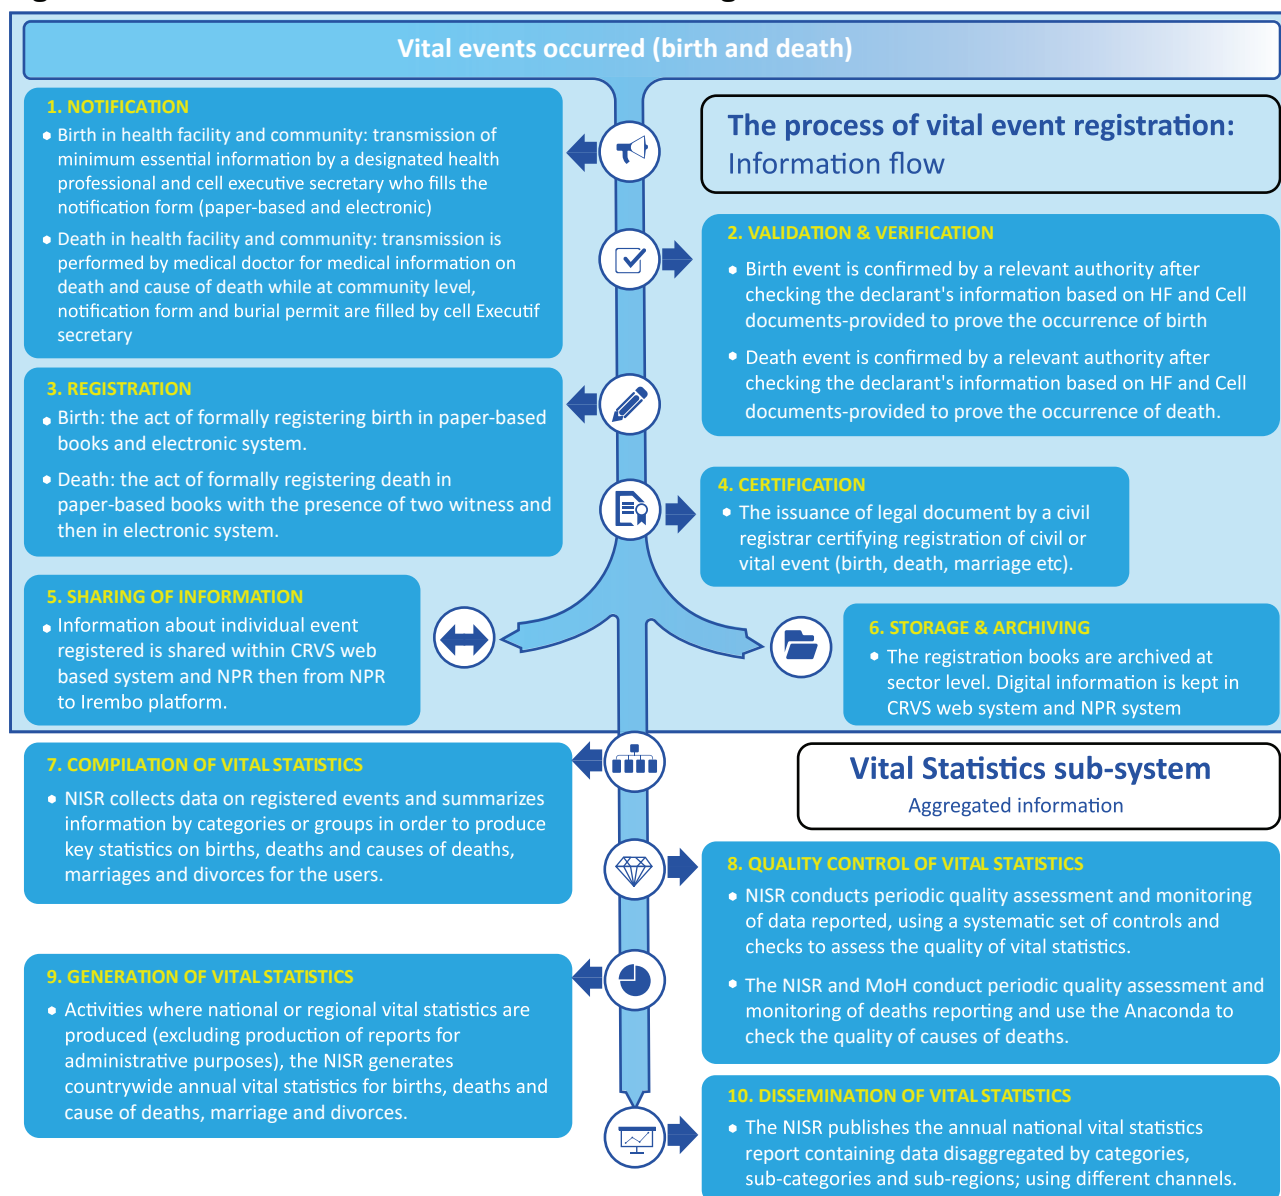 Vital events occurred (birth and death)
1. NOTIFICATION
Birth in health facility and community: transmission of
minimum essential information by a designated health
professional and cell executive secretary who fills the
notification form (paper-based and electronic)
Death in health facility and community: transmission is
performed by medical doctor for medical information on
death and cause of death while at community level,
notification form and burial permit are filled by cell Executif
secretary
The process of vital event registration:
Information flow
2. VALIDATION & VERIFICATION
Birth event is confirmed by a relevant authority after
checking the declarant's information based on HF and Cell
documents-provided to prove the occurrence of birth
Death event is confirmed by a relevant authority after
checking the declarant's information based on HF and Cell
documents-provided to prove the occurrence of death.
3. REGISTRATION
Birth: the act of formally registering birth in paper-based
books and electronic system.
Death: the act of formally registering death in
paper-based books with the presence of two witness and
then in electronic system.
4. CERTIFICATION
The issuance of legal document by a civil
registrar certifying registration of civil or
vital event (birth, death, marriage etc).
5. SHARING OF INFORMATION
Information about individual event
registered is shared within CRVS web
based system and NPR then from NPR
to Irembo platform.
6. STORAGE & ARCHIVING
The registration books are archived at
sector level. Digital information is kept in
CRVS web system and NPR system
7. COMPILATION OF VITAL STATISTICS
NISR collects data on registered events and summarizes
information by categories or groups in order to produce
key statistics on births, deaths and causes of deaths,
marriages and divorces for the users.
Vital Statistics sub-system
Aggregated information
8. QUALITY CONTROL OF VITAL STATISTICS
NISR conducts periodic quality assessment and monitoring
of data reported, using a systematic set of controls and
checks to assess the quality of vital statistics.
The NISR and MoH conduct periodic quality assessment and
monitoring of deaths reporting and use the Anaconda to
check the quality of causes of deaths.
9. GENERATION OF VITAL STATISTICS
Activities where national or regional vital statistics are
produced (excluding production of reports for
administrative purposes), the NISR generates
countrywide annual vital statistics for births, deaths and
cause of deaths, marriage and divorces.
10. DISSEMINATION OF VITAL STATISTICS
The NISR publishes the annual national vital statistics
report containing data disaggregated by categories,
sub-categories and sub-regions; using different channels.